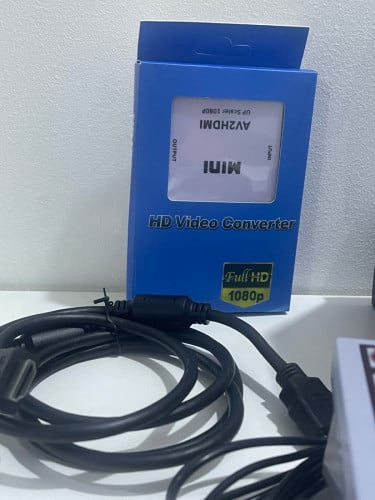 UP Scaler 1080P
AV2HDMI
OUTPUT
MINI
INPUT
HD Video Converter
Full HD
1080p